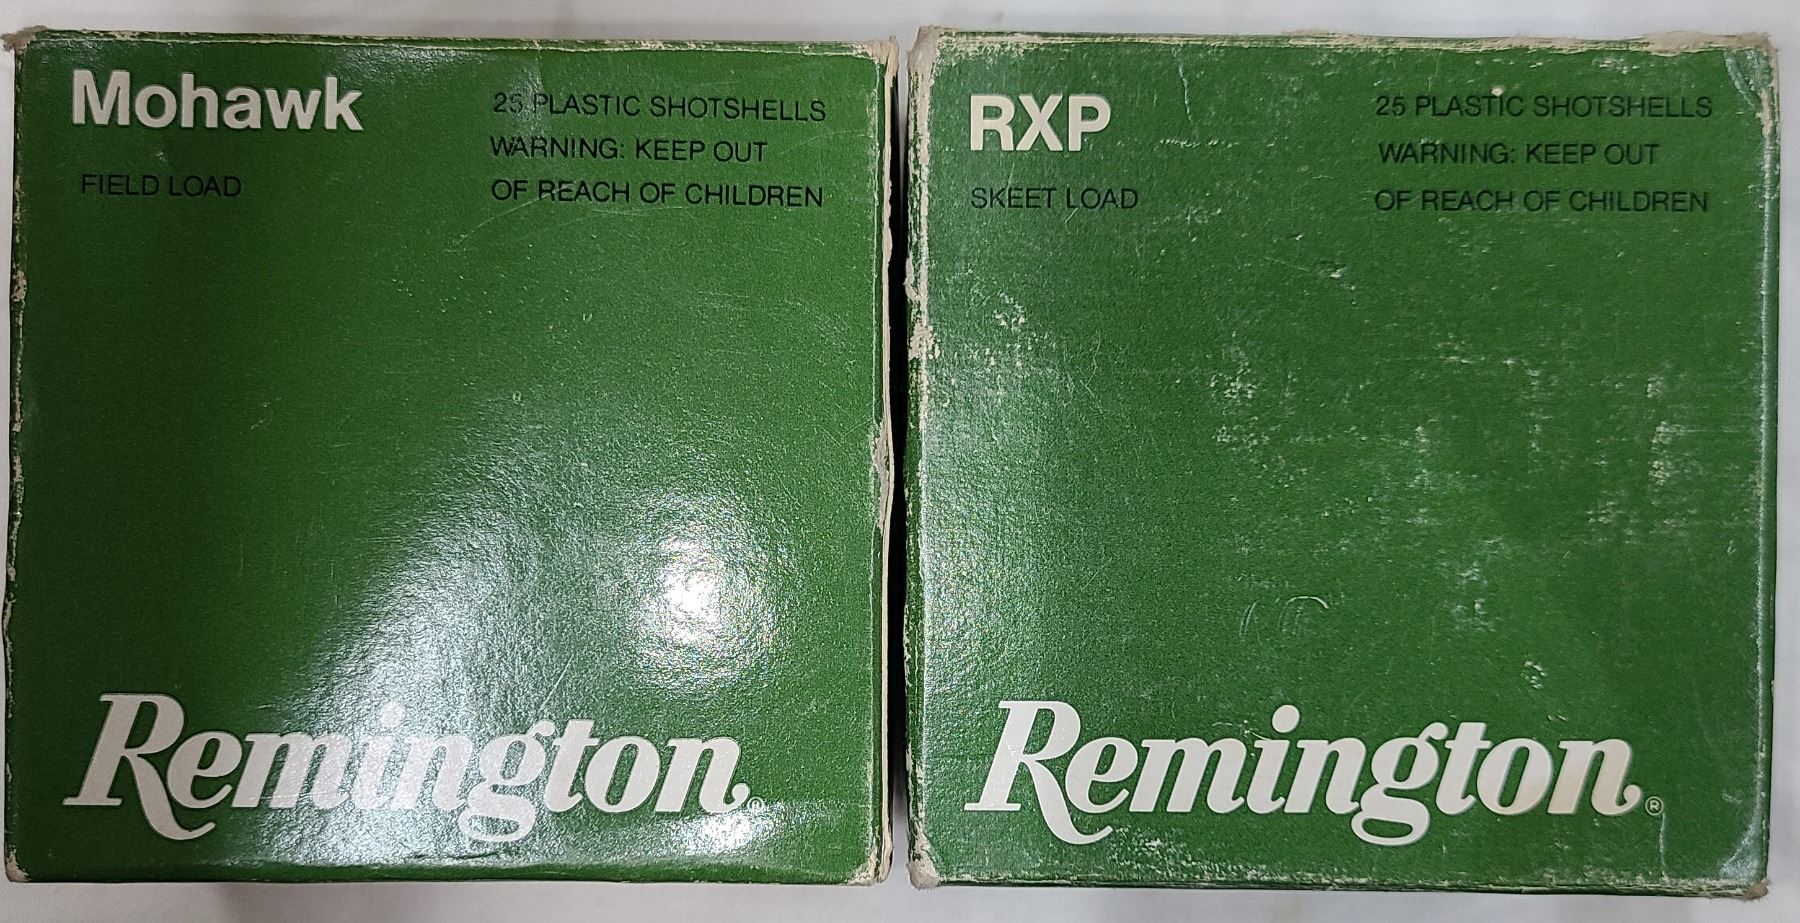 Mohawk
FIELD LOAD
25 PLASTIC SHOTSHELLS
WARNING: KEEP OUT
OF REACH OF CHILDREN
Remington®
RXP
SKEET LOAD
25 PLASTIC SHOTSHELLS
WARNING: KEEP OUT
OF REACH OF CHILDREN
Remington®